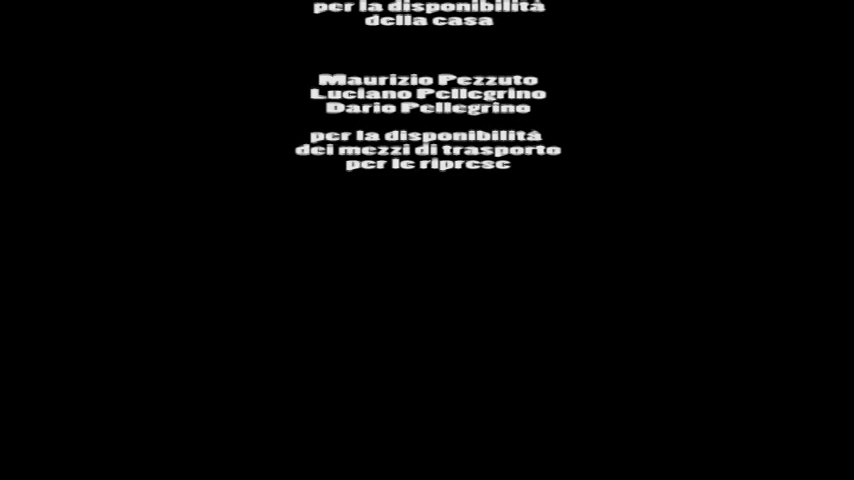 per la disponibilità
della casa
Maurizio Pezzuto
Luciano Pellegrino
Dario Pellegrino
per la disponibilità
dei mezzi di trasporto
per le riprese